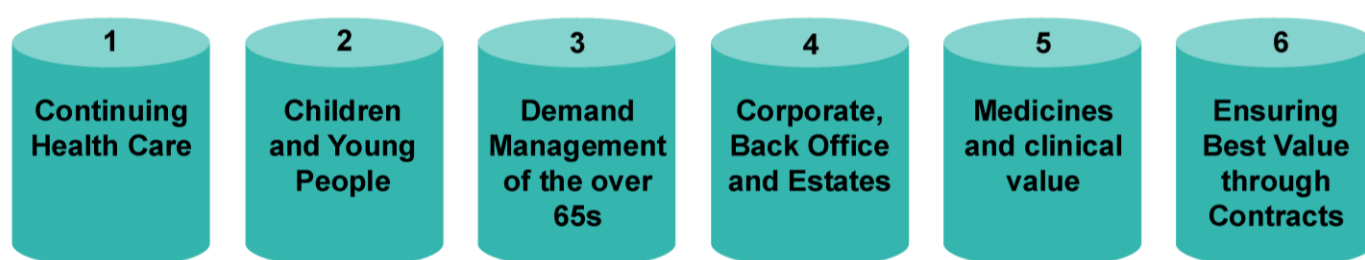 1
Continuing
Health Care
2
Children
and Young
People
3
Demand
Management
of the over
65s
4
Corporate,
Back Office
and Estates
5
Medicines
and clinical
value
6
Ensuring
Best Value
through
Contracts